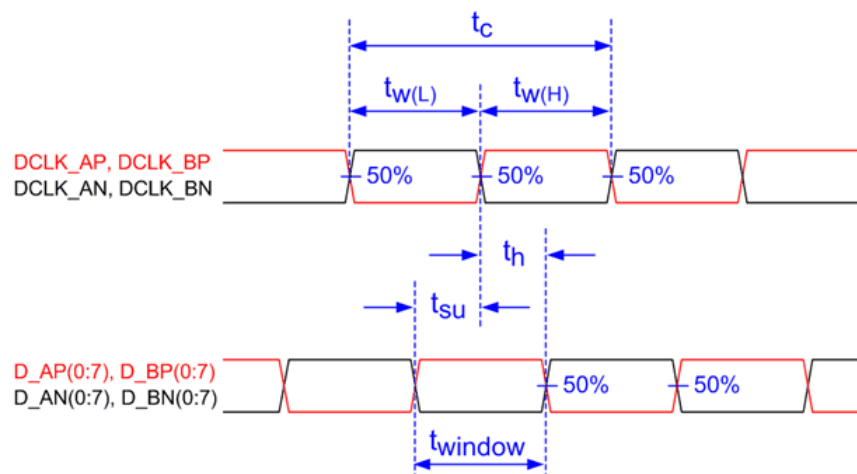 tc
tw(L) tw(H)
DCLK_AP, DCLK_BP
DCLK_AN, DCLK_BN
50% 50% 50%
th
tsu
D_AP(0:7), D_BP(0:7)
D_AN(0:7), D_BN(0:7)
50% 50%
twindow